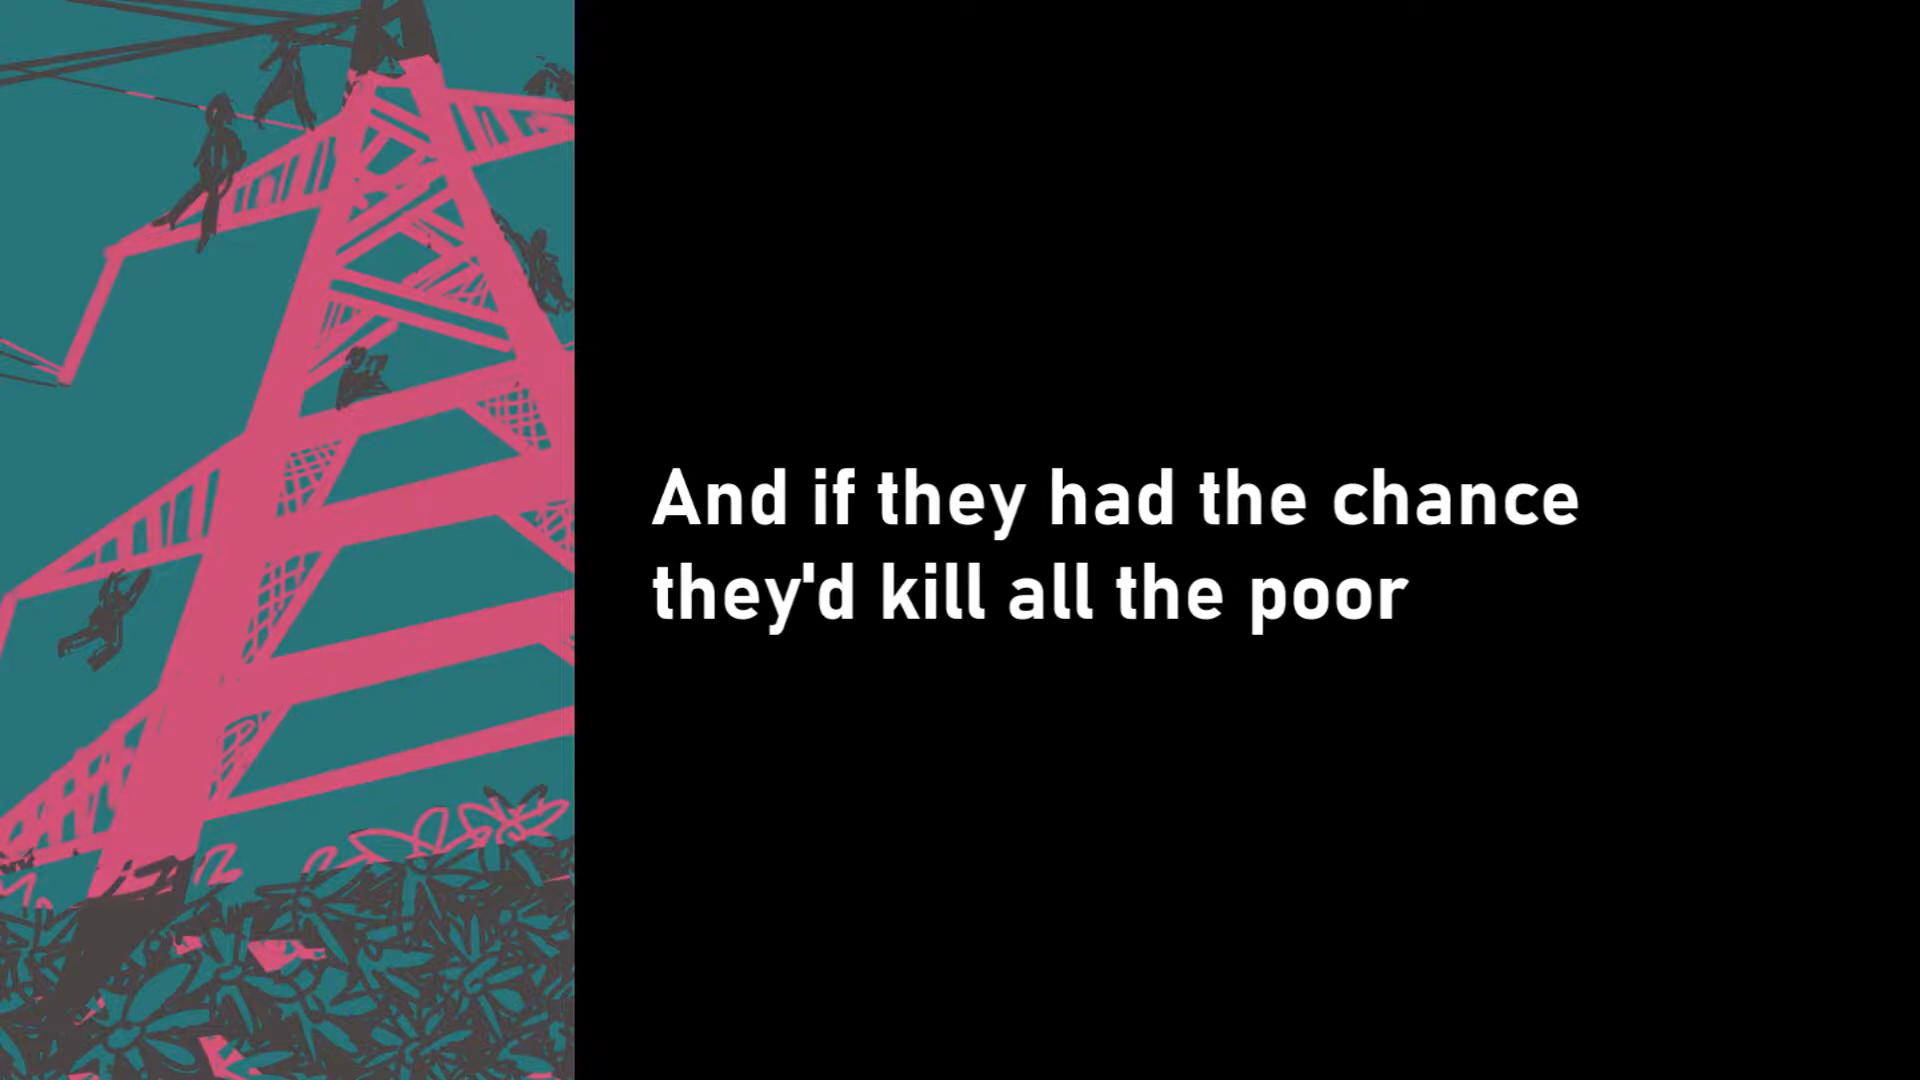 And if they had the chance
they'd kill all the poor